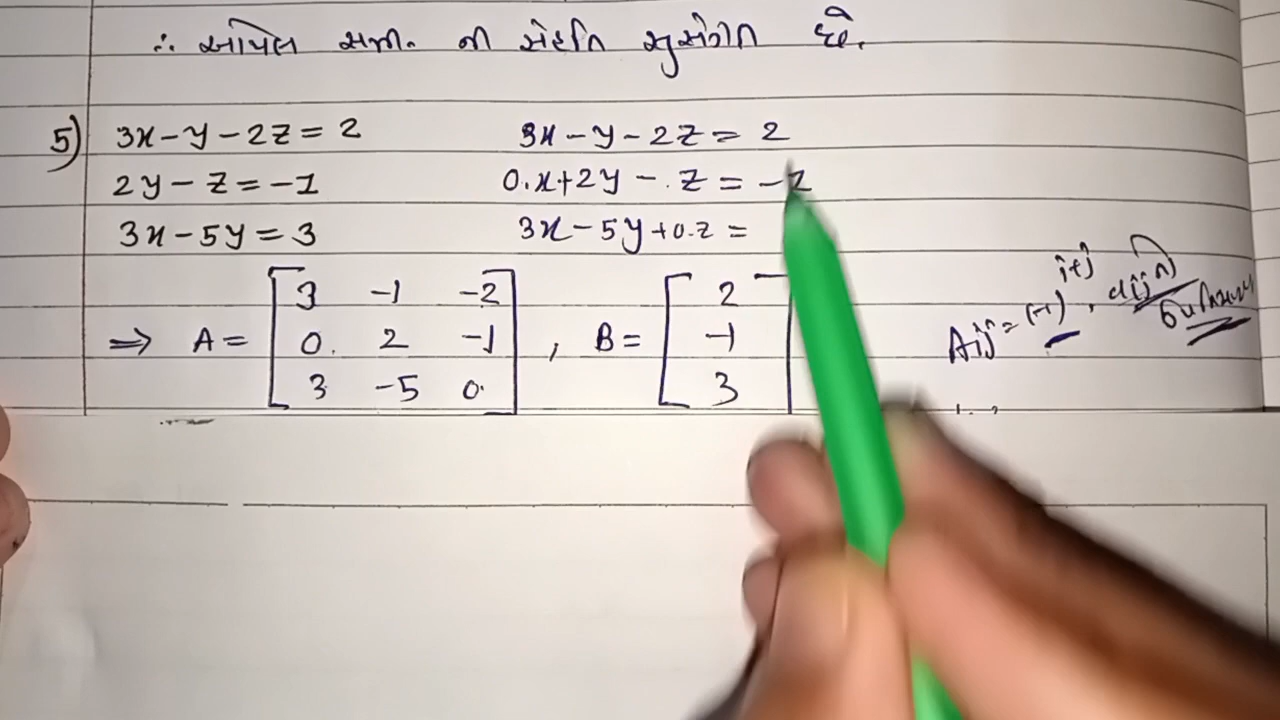 ∴ આપેલ સમી. ની સંહતિ સુસંગત છે.
5) 3x - y - 2z = 2    3x - y - 2z = 2
2y - z = -1    0.x + 2y - z = -1
3x - 5y = 3    3x - 5y + 0.z =
⇒ A = [ 3 -1 -2 ; 0 2 -1 ; 3 -5 0 ], B = [ 2 ; -1 ; 3 ]
Aij = (-1)^i+j . aijનો